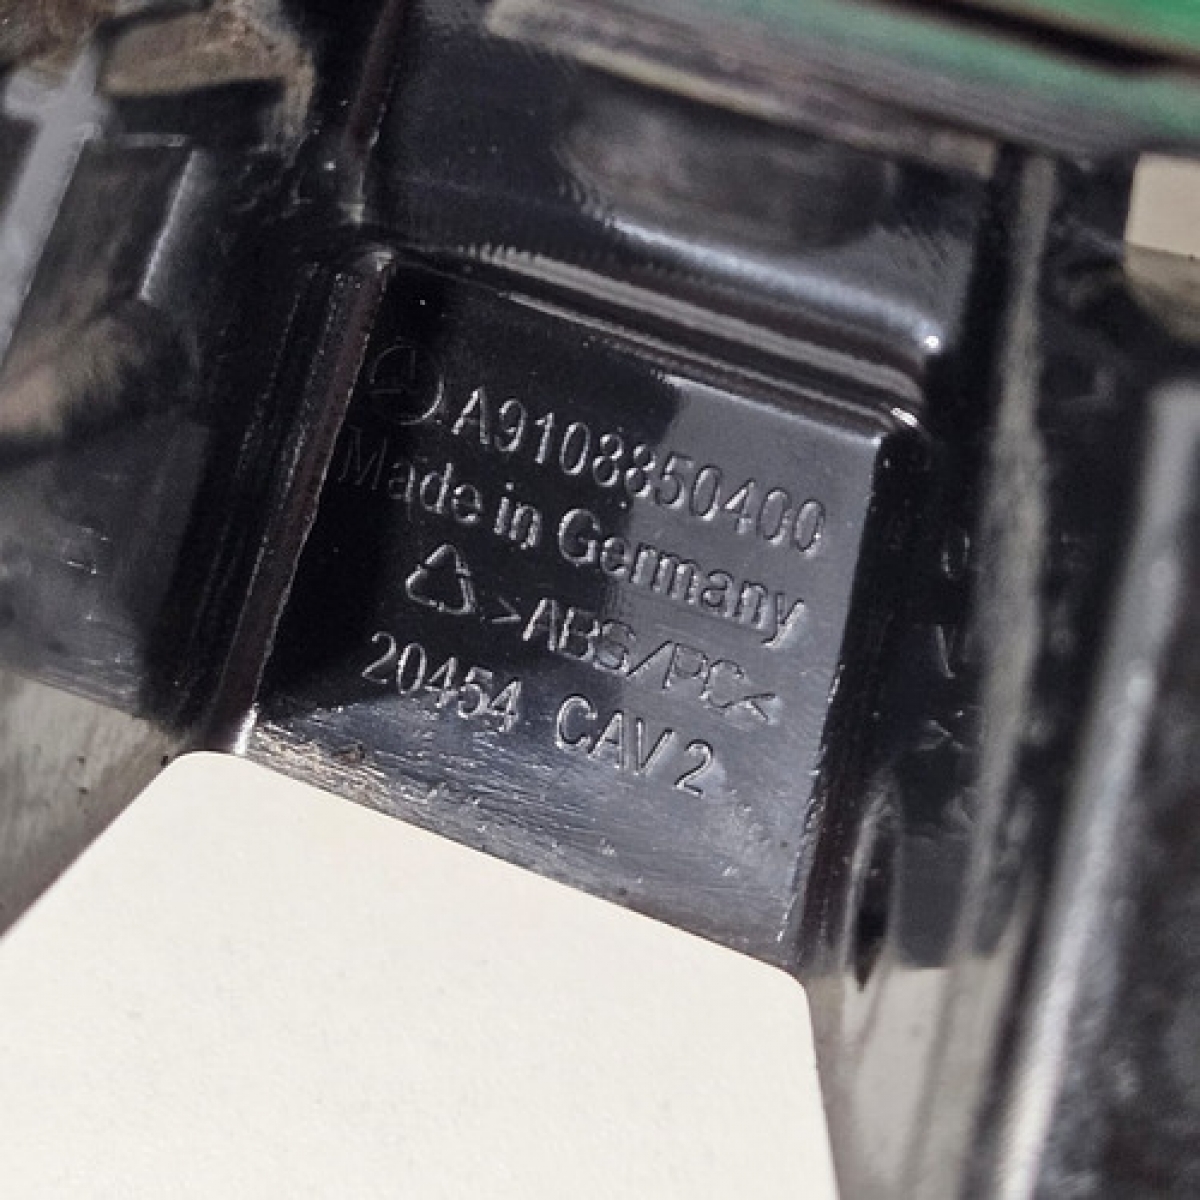 A9108850400
Made in Germany
>ABS/PC<
20454 CAV 2